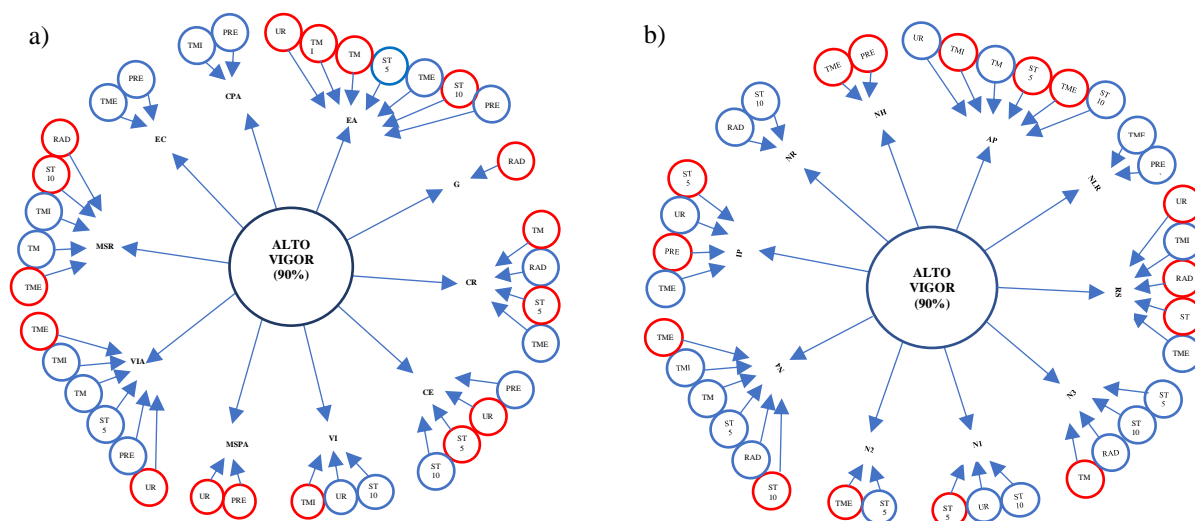 a)
TMI
PRE
CPA
UR
TM
1
TM
ST
5
TME
ST
10
PRE
EA
TME
PRE
EC
RAD
G
RAD
ST
10
TMI
TM
TME
MSR
ALTO
VIGOR
(90%)
TM
RAD
ST
5
TME
CR
TME
TMI
TM
ST
5
PRE
UR
VIA
UR
PRE
MSPA
TMI
UR
ST
10
VI
PRE
UR
ST
5
ST
10
CE
b)
TME
PRE
NH
UR
TMI
TM
ST
5
TME
ST
10
AP
RAD
ST
10
NR
TME
PRE
NLR
ST
5
UR
PRE
TME
IP
ALTO
VIGOR
(90%)
UR
TMI
RAD
ST
TME
RS
TME
TMI
TM
ST
5
RAD
ST
10
TME
ST
5
N2
ST
5
UR
ST
10
N1
ST
5
ST
10
RAD
TM
N3